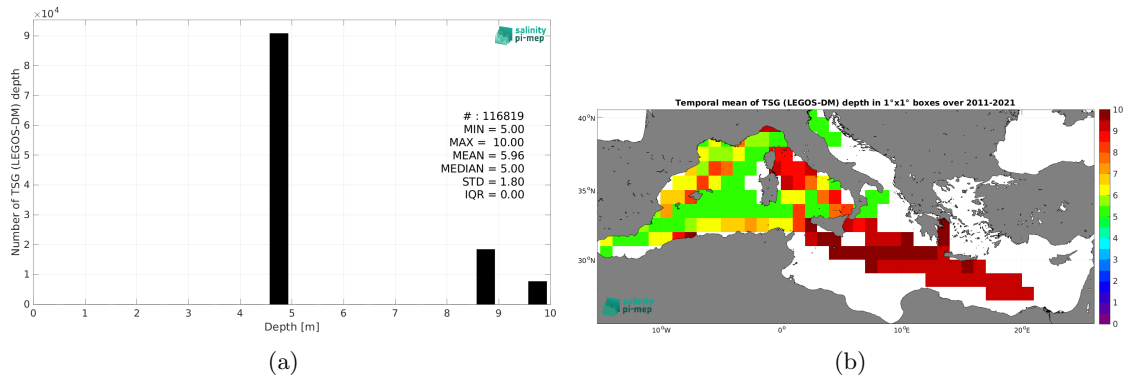 ×10⁴
9
8
7
6
5
4
3
2
1
0
Number of TSG (LEGOS-DM) depth
salinity
pi-mep
# : 116819
MIN = 5.00
MAX = 10.00
MEAN = 5.96
MEDIAN = 5.00
STD = 1.80
IQR = 0.00
0 1 2 3 4 5 6 7 8 9 10
Depth [m]
(a)
Temporal mean of TSG (LEGOS-DM) depth in 1°x1° boxes over 2011-2021
40°N
35°N
30°N
salinity
pi-mep
10°W 0° 10°E 20°E
10
9
8
7
6
5
4
3
2
1
0
(b)